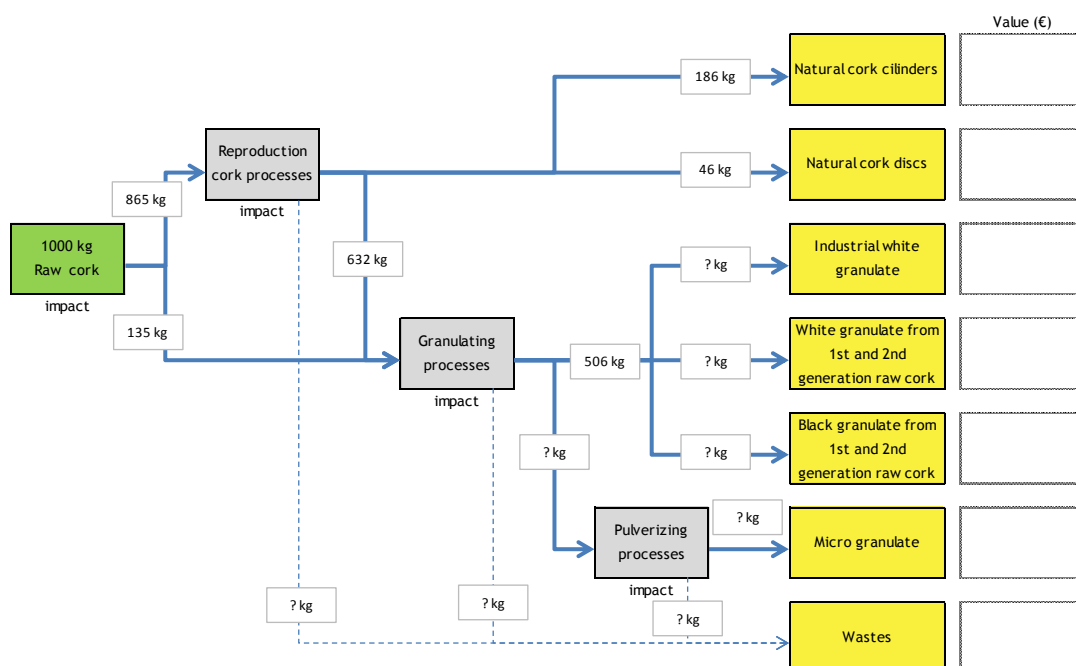 Value (€)
Natural cork cilinders
186 kg
Reproduction
cork processes
impact
Natural cork discs
46 kg
865 kg
1000 kg
Raw cork
impact
632 kg
Industrial white
granulate
? kg
135 kg
Granulating
processes
impact
506 kg
? kg
White granulate from
1st and 2nd
generation raw cork
? kg
? kg
Black granulate from
1st and 2nd
generation raw cork
? kg
Pulverizing
processes
impact
Micro granulate
? kg
? kg
? kg
Wastes